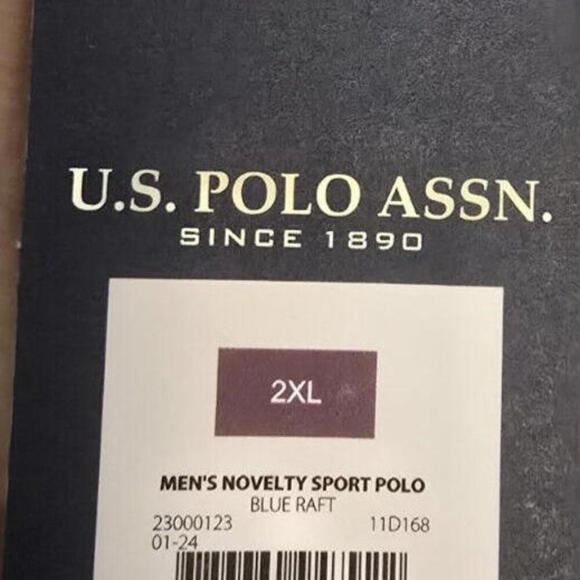 U.S. POLO ASSN.
SINCE 1890
2XL
MEN'S NOVELTY SPORT POLO
BLUE RAFT
23000123 11D168
01-24